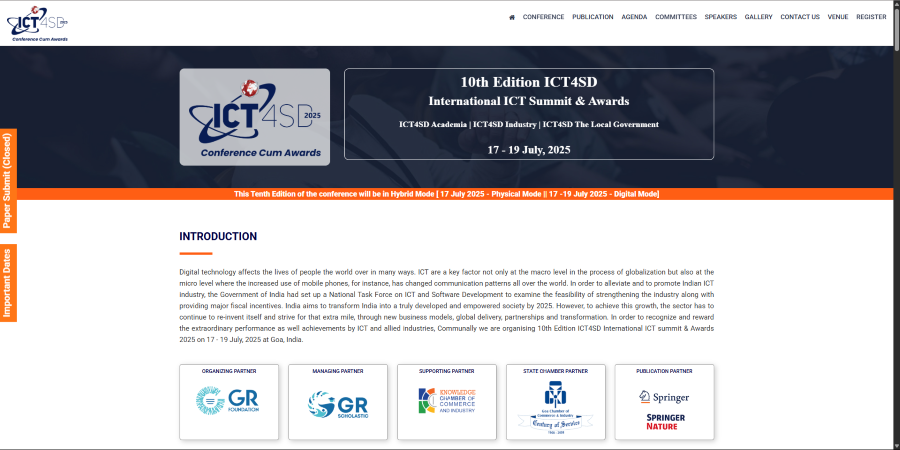 ICT4SD 2025
Conference Cum Awards
CONFERENCE PUBLICATION AGENDA COMMITTEES SPEAKERS GALLERY CONTACT US VENUE REGISTER
ICT4SD 2025
Conference Cum Awards
10th Edition ICT4SD
International ICT Summit & Awards
ICT4SD Academia | ICT4SD Industry | ICT4SD The Local Government
17 - 19 July, 2025
This Tenth Edition of the conference will be in Hybrid Mode [ 17 July 2025 - Physical Mode || 17 -19 July 2025 - Digital Mode]
Paper Submit (Closed)
Important Dates
INTRODUCTION
Digital technology affects the lives of people the world over in many ways. ICT are a key factor not only at the macro level in the process of globalization but also at the
micro level where the increased use of mobile phones, for instance, has changed communication patterns all over the world. In order to alleviate and to promote Indian ICT
industry, the Government of India had set up a National Task Force on ICT and Software Development to examine the feasibility of strengthening the industry along with
providing major fiscal incentives. India aims to transform India into a truly developed and empowered society by 2025. However, to achieve this growth, the sector has to
continue to re-invent itself and strive for that extra mile, through new business models, global delivery, partnerships and transformation. In order to recognize and reward
the extraordinary performance as well achievements by ICT and allied industries, Communally we are organising 10th Edition ICT4SD International ICT summit & Awards
2025 on 17 - 19 July, 2025 at Goa, India.
ORGANIZING PARTNER
GR
FOUNDATION
MANAGING PARTNER
GR
SCHOLASTIC
SUPPORTING PARTNER
KNOWLEDGE
CHAMBER OF
COMMERCE
AND INDUSTRY
STATE CHAMBER PARTNER
Goa Chamber of
Commerce & Industry
Century of Service
PUBLICATION PARTNER
Springer
SPRINGER
NATURE